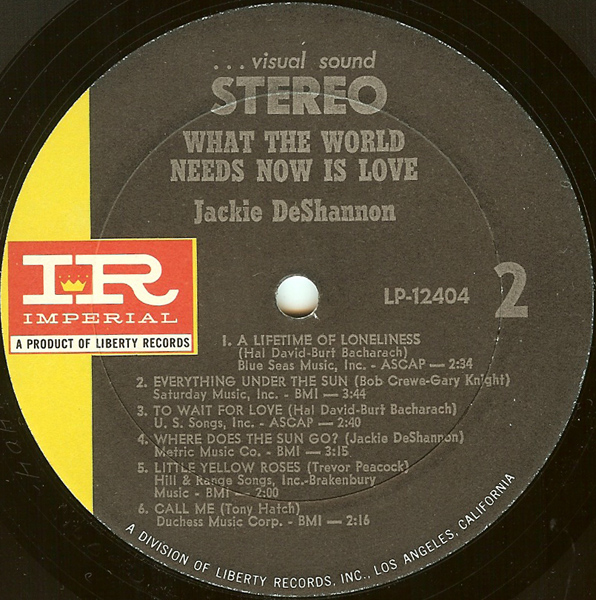 ...visual sound
STEREO
WHAT THE WORLD
NEEDS NOW IS LOVE
Jackie DeShannon
IR
IMPERIAL
A PRODUCT OF LIBERTY RECORDS
LP-12404
2
1. A LIFETIME OF LONELINESS
(Hal David-Burt Bacharach)
Blue Seas Music, Inc. - ASCAP — 2:34
2. EVERYTHING UNDER THE SUN (Bob Crewe-Gary Knight)
Saturday Music, Inc. - BMI — 3:44
3. TO WAIT FOR LOVE (Hal David-Burt Bacharach)
U. S. Songs, Inc. - ASCAP — 2:40
4. WHERE DOES THE SUN GO? (Jackie DeShannon)
Metric Music Co. - BMI — 3:15
5. LITTLE YELLOW ROSES (Trevor Peacock)
Hill & Range Songs, Inc.-Brakenbury
Music - BMI — 2:00
6. CALL ME (Tony Hatch)
Duchess Music Corp. - BMI — 2:16
A DIVISION OF LIBERTY RECORDS, INC., LOS ANGELES, CALIFORNIA